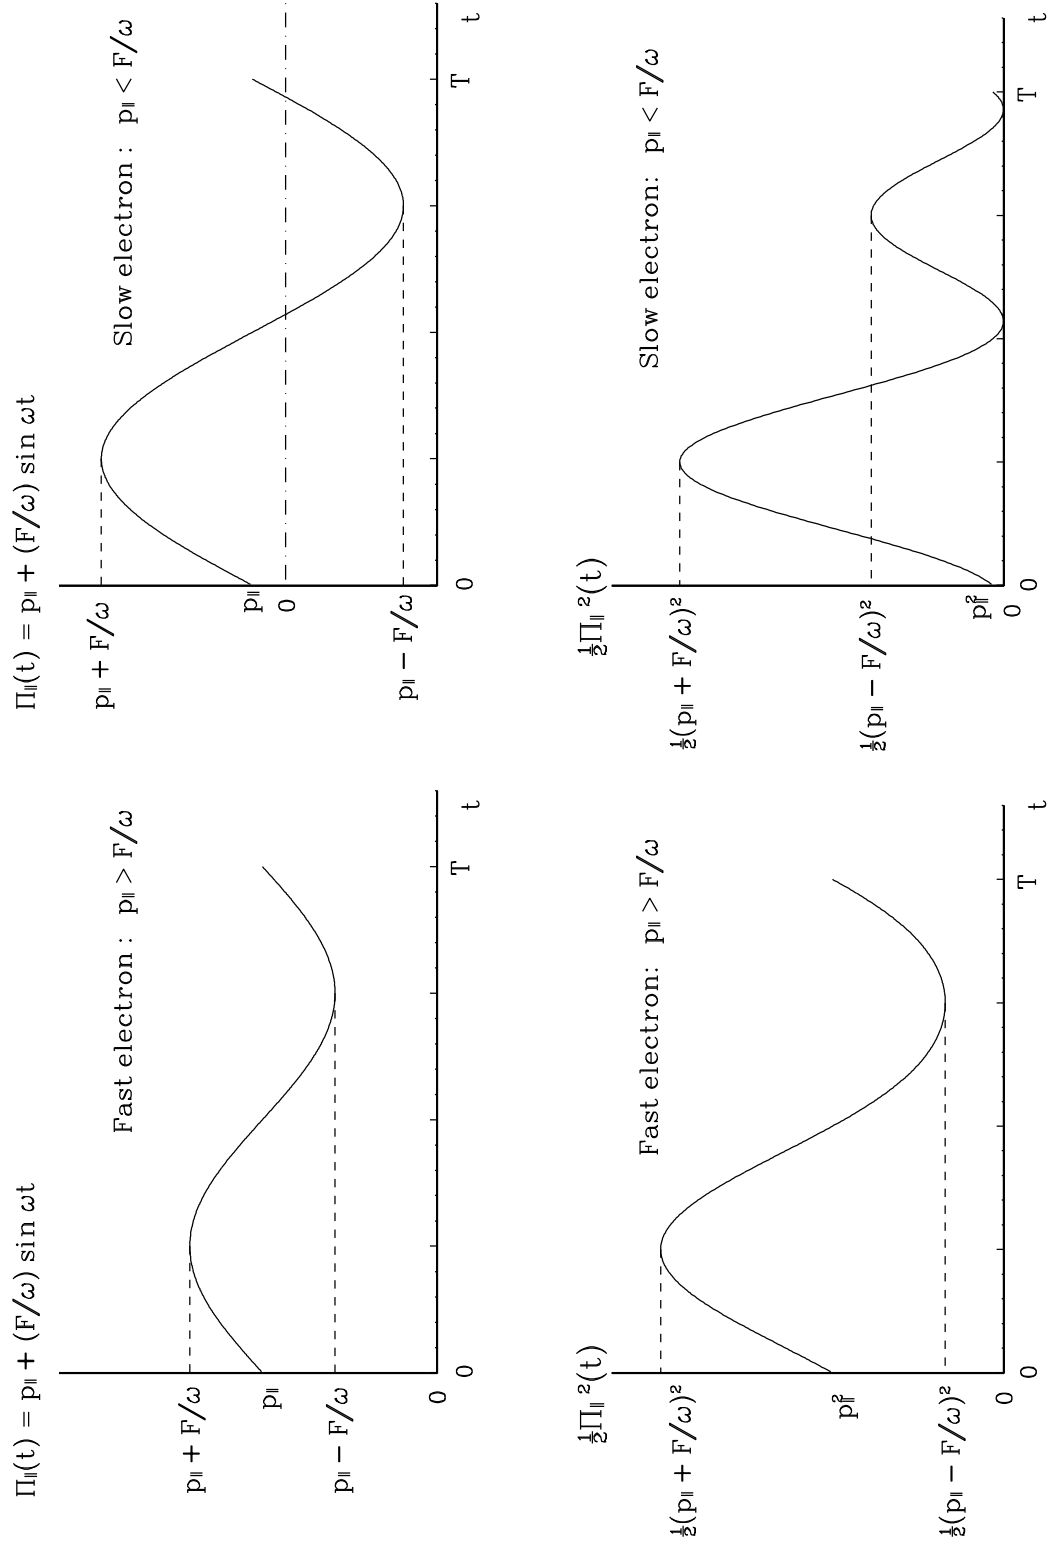 Π∥(t) = p∥ + (F/ω) sin ωt
Fast electron : p∥ > F/ω
p∥ + F/ω
p∥
p∥ − F/ω
0
0
T
t
½Π∥²(t)
Fast electron: p∥ > F/ω
½(p∥ + F/ω)²
p∥²
½(p∥ − F/ω)²
0
0
T
t
Π∥(t) = p∥ + (F/ω) sin ωt
Slow electron : p∥ < F/ω
p∥ + F/ω
p∥
0
p∥ − F/ω
0
T
t
½Π∥²(t)
Slow electron: p∥ < F/ω
½(p∥ + F/ω)²
½(p∥ − F/ω)²
p∥²
0
0
T
t